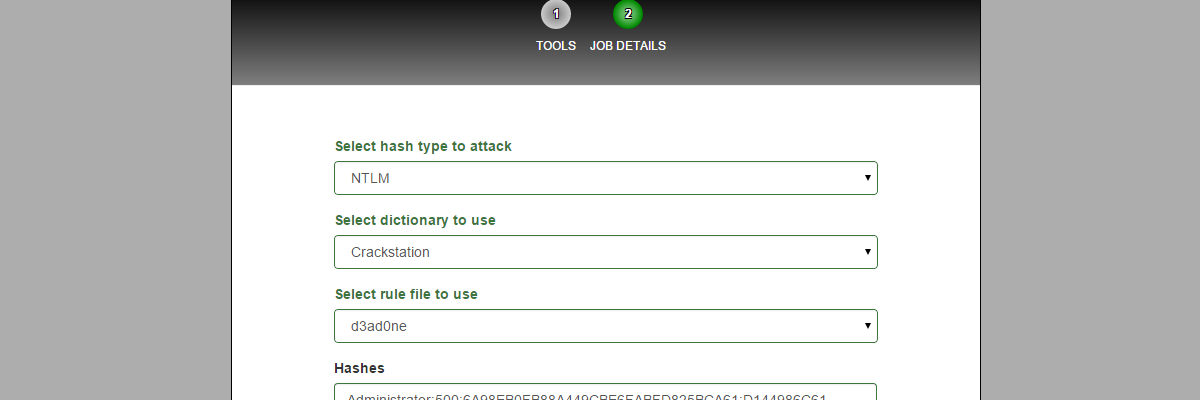 1 2
TOOLS JOB DETAILS
Select hash type to attack
NTLM
Select dictionary to use
Crackstation
Select rule file to use
d3ad0ne
Hashes